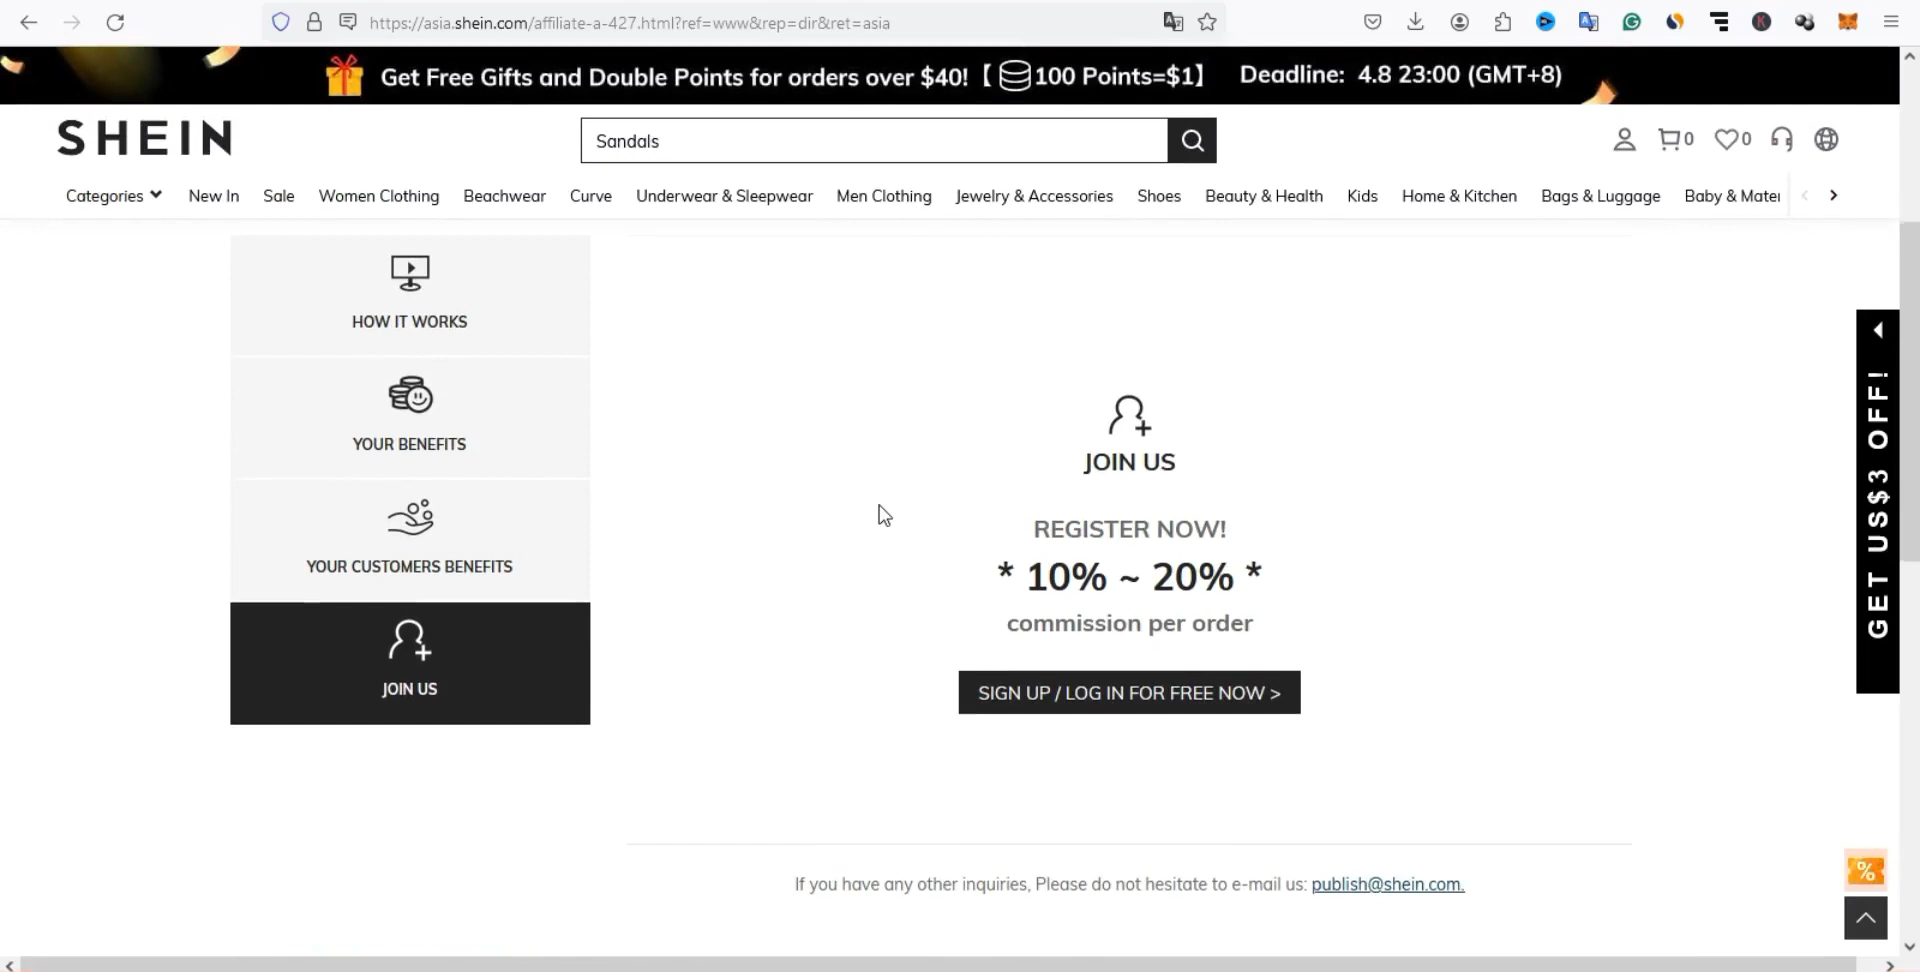 https://asia.shein.com/affiliate-a-427.html?ref=www&rep=dir&ret=asia
Get Free Gifts and Double Points for orders over $40!【100 Points=$1】 Deadline: 4.8 23:00 (GMT+8)
SHEIN
Sandals
0
0
Categories New In Sale Women Clothing Beachwear Curve Underwear & Sleepwear Men Clothing Jewelry & Accessories Shoes Beauty & Health Kids Home & Kitchen Bags & Luggage Baby & Mater
HOW IT WORKS
YOUR BENEFITS
YOUR CUSTOMERS BENEFITS
JOIN US
JOIN US
REGISTER NOW!
* 10% ~ 20% *
commission per order
SIGN UP / LOG IN FOR FREE NOW >
If you have any other inquiries, Please do not hesitate to e-mail us: publish@shein.com.
GET US$3 OFF!
%